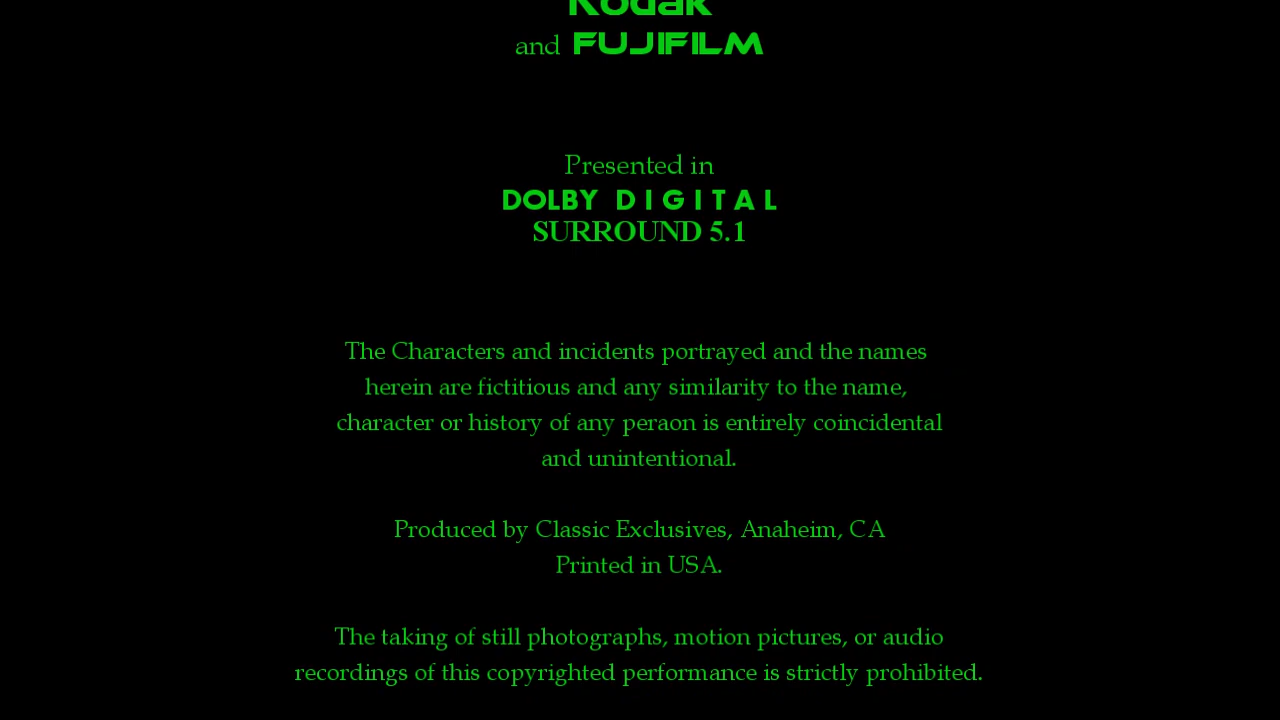 Kodak
and FUJIFILM
Presented in
DOLBY DIGITAL
SURROUND 5.1
The Characters and incidents portrayed and the names
herein are fictitious and any similarity to the name,
character or history of any peraon is entirely coincidental
and unintentional.
Produced by Classic Exclusives, Anaheim, CA
Printed in USA.
The taking of still photographs, motion pictures, or audio
recordings of this copyrighted performance is strictly prohibited.